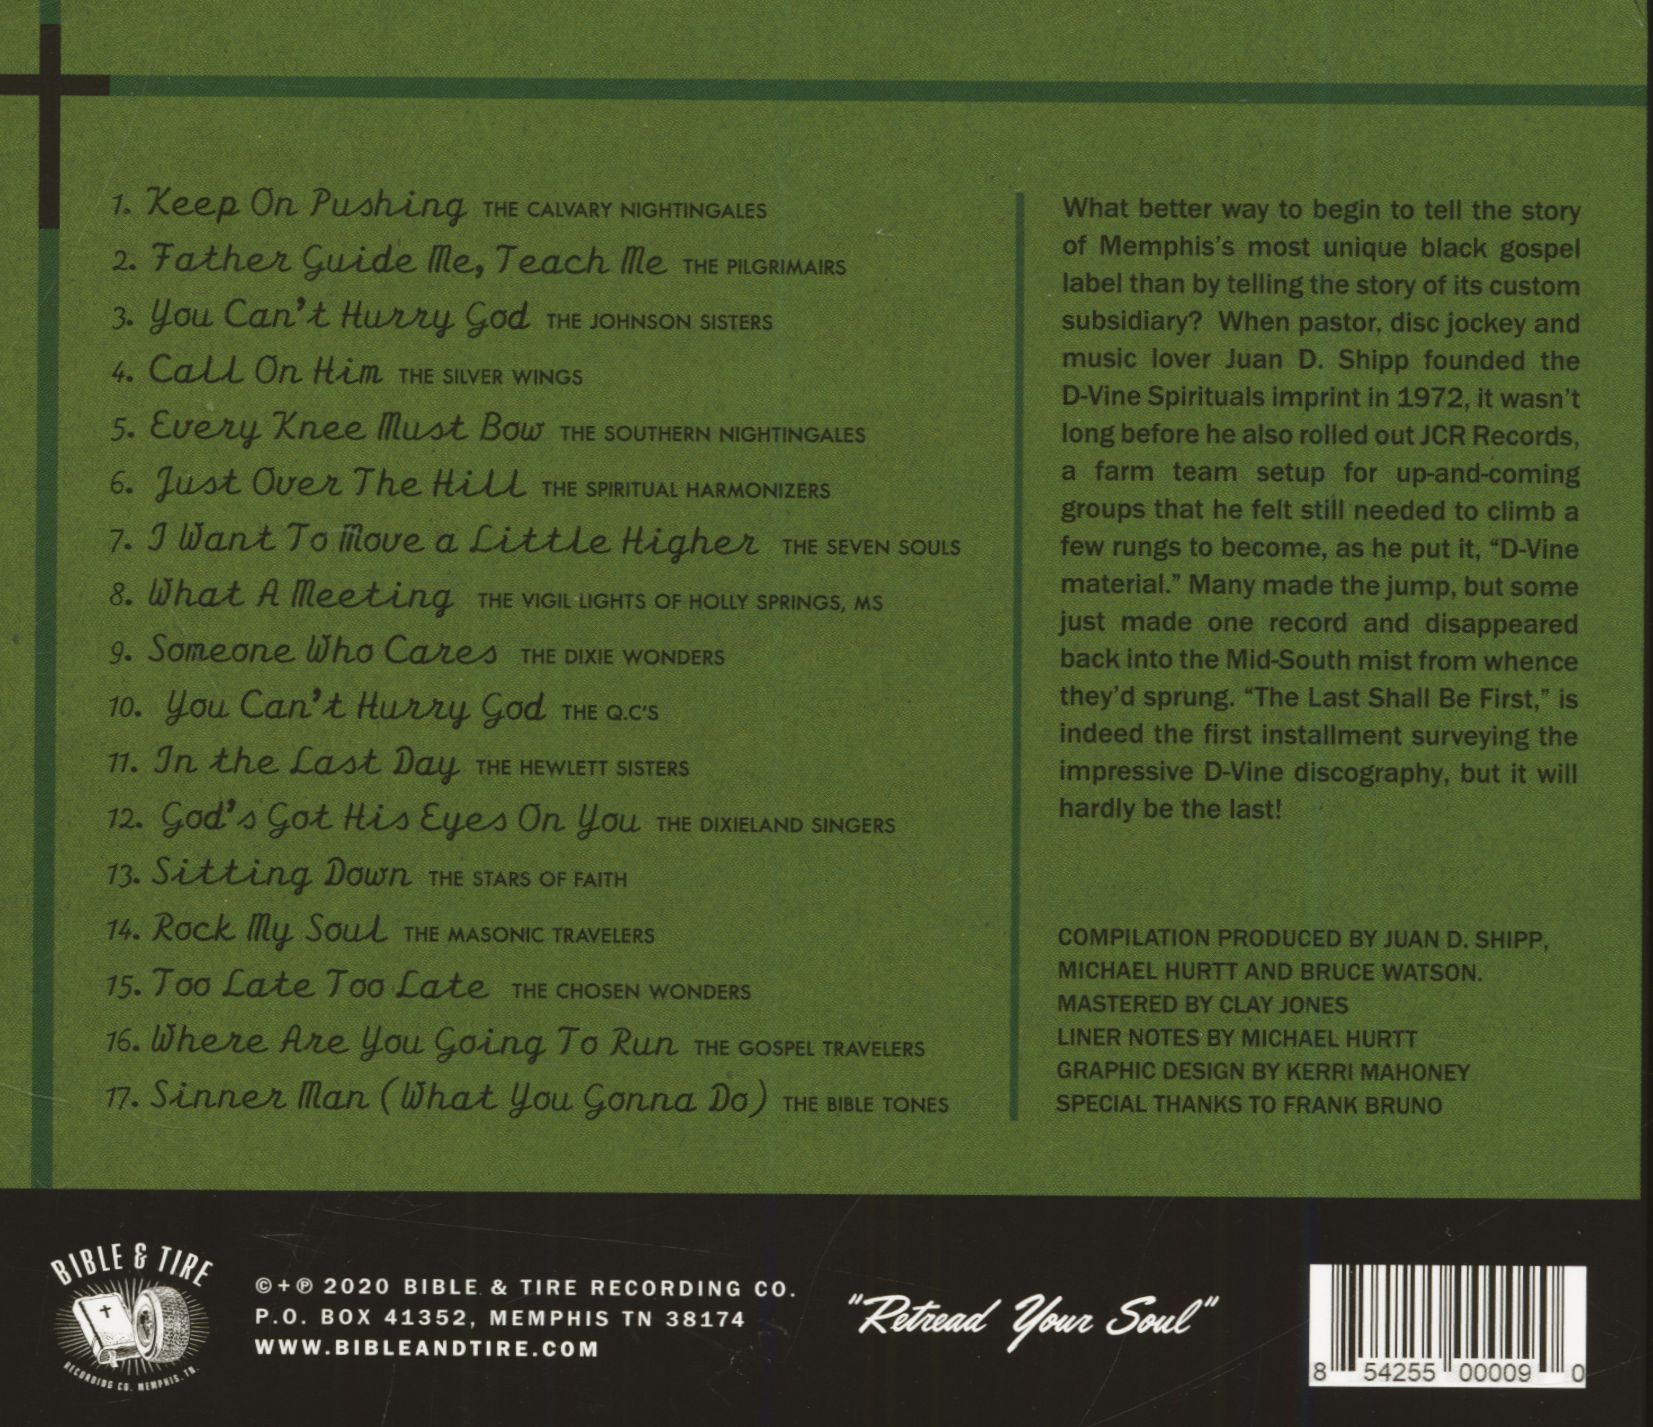 1. Keep On Pushing THE CALVARY NIGHTINGALES
2. Father Guide Me, Teach Me THE PILGRIMAIRS
3. You Can't Hurry God THE JOHNSON SISTERS
4. Call On Him THE SILVER WINGS
5. Every Knee Must Bow THE SOUTHERN NIGHTINGALES
6. Just Over The Hill THE SPIRITUAL HARMONIZERS
7. I Want To Move a Little Higher THE SEVEN SOULS
8. What A Meeting THE VIGIL LIGHTS OF HOLLY SPRINGS, MS
9. Someone Who Cares THE DIXIE WONDERS
10. You Can't Hurry God THE Q.C'S
11. In the Last Day THE HEWLETT SISTERS
12. God's Got His Eyes On You THE DIXIELAND SINGERS
13. Sitting Down THE STARS OF FAITH
14. Rock My Soul THE MASONIC TRAVELERS
15. Too Late Too Late THE CHOSEN WONDERS
16. Where Are You Going To Run THE GOSPEL TRAVELERS
17. Sinner Man (What You Gonna Do) THE BIBLE TONES
What better way to begin to tell the story
of Memphis's most unique black gospel
label than by telling the story of its custom
subsidiary? When pastor, disc jockey and
music lover Juan D. Shipp founded the
D-Vine Spirituals imprint in 1972, it wasn't
long before he also rolled out JCR Records,
a farm team setup for up-and-coming
groups that he felt still needed to climb a
few rungs to become, as he put it, "D-Vine
material." Many made the jump, but some
just made one record and disappeared
back into the Mid-South mist from whence
they'd sprung. "The Last Shall Be First," is
indeed the first installment surveying the
impressive D-Vine discography, but it will
hardly be the last!
COMPILATION PRODUCED BY JUAN D. SHIPP,
MICHAEL HURTT AND BRUCE WATSON.
MASTERED BY CLAY JONES
LINER NOTES BY MICHAEL HURTT
GRAPHIC DESIGN BY KERRI MAHONEY
SPECIAL THANKS TO FRANK BRUNO
BIBLE & TIRE
RECORDING CO. MEMPHIS, TN.
©+℗ 2020 BIBLE & TIRE RECORDING CO.
P.O. BOX 41352, MEMPHIS TN 38174
WWW.BIBLEANDTIRE.COM
"Retread Your Soul"
8 54255 00009 0